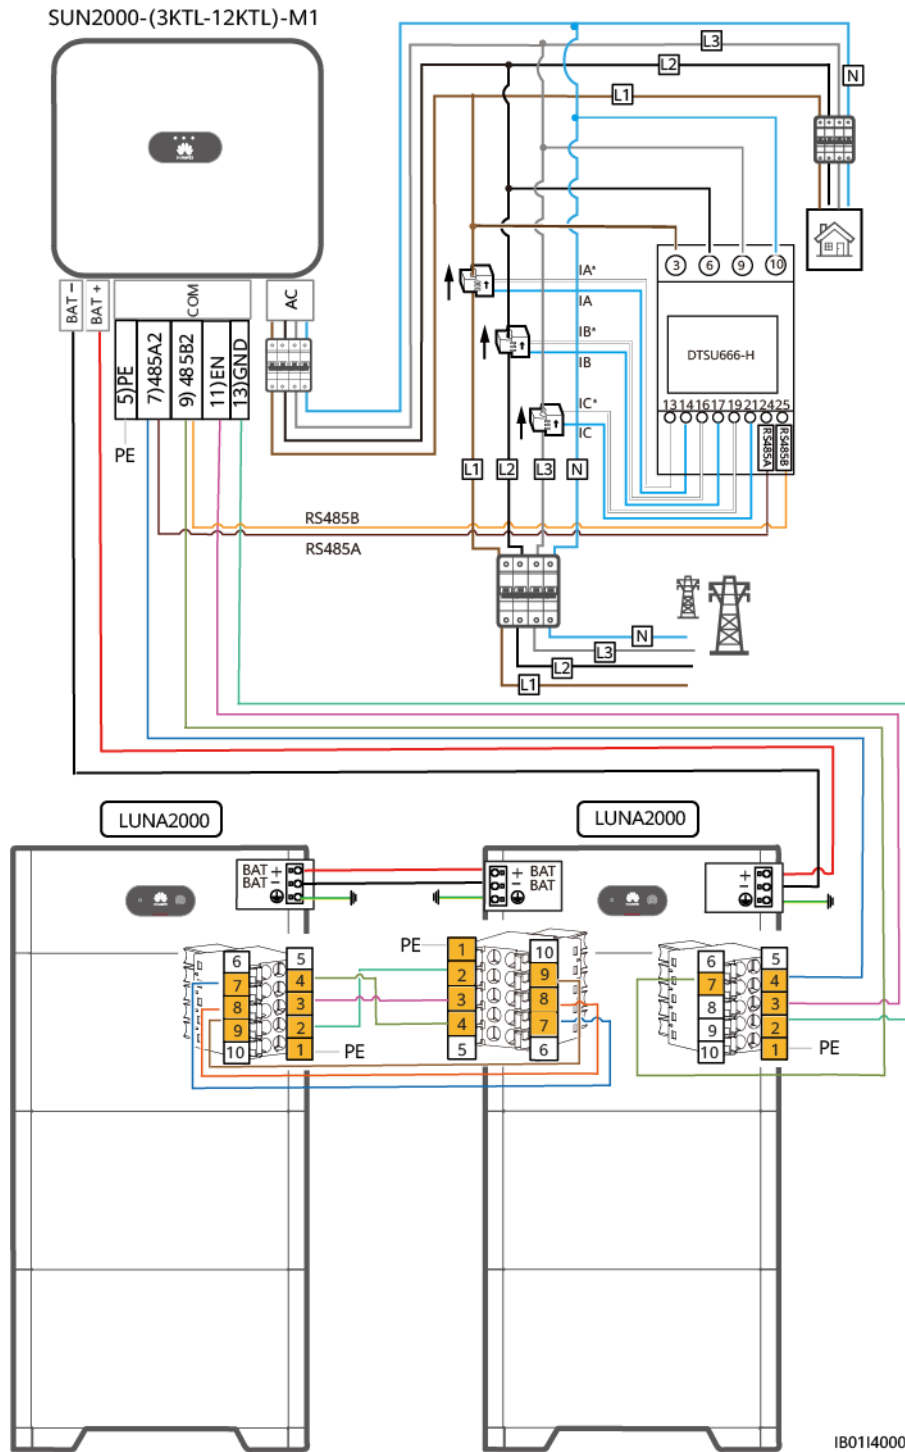 SUN2000-(3KTL-12KTL)-M1
L3
L2
N
L1
BAT −
BAT +
COM
AC
5)PE
7)485A2
9) 485B2
11)EN
13)GND
PE
IA*
IA
IB*
IB
IC*
IC
3
6
9
10
DTSU666-H
13 14 16 17 19 21 24 25
RS485A
RS485B
L1
L2
L3
N
RS485B
RS485A
N
L3
L2
L1
LUNA2000
LUNA2000
BAT +
BAT −
+ BAT
− BAT
+
−
6
7
8
9
10
5
4
3
2
1
PE
PE
1
2
3
4
5
10
9
8
7
6
6
7
8
9
10
5
4
3
2
1
PE
IB01I4000